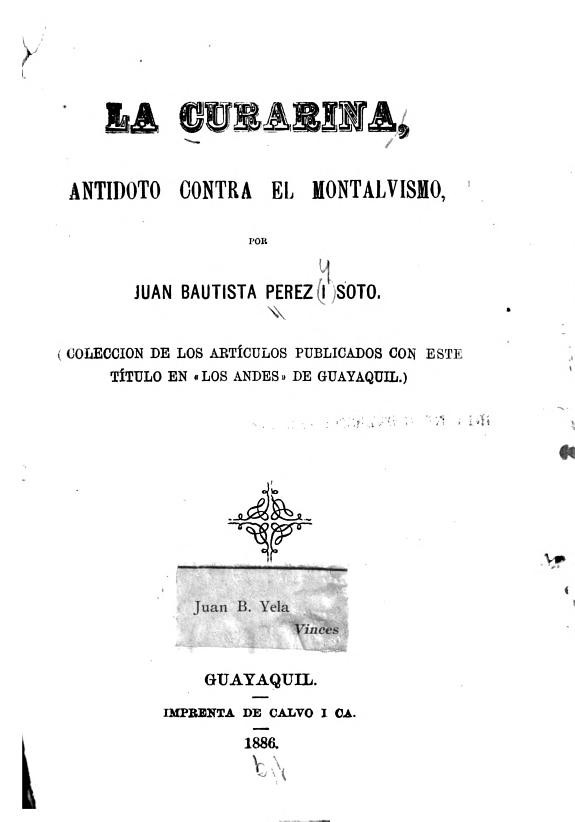 LA CURARINA,
ANTIDOTO CONTRA EL MONTALVISMO,
POR
y
JUAN BAUTISTA PEREZ (I) SOTO.
(COLECCION DE LOS ARTÍCULOS PUBLICADOS CON ESTE
TÍTULO EN «LOS ANDES» DE GUAYAQUIL.)
Juan B. Yela
Vinces
GUAYAQUIL.
IMPRENTA DE CALVO I CA.
1886.